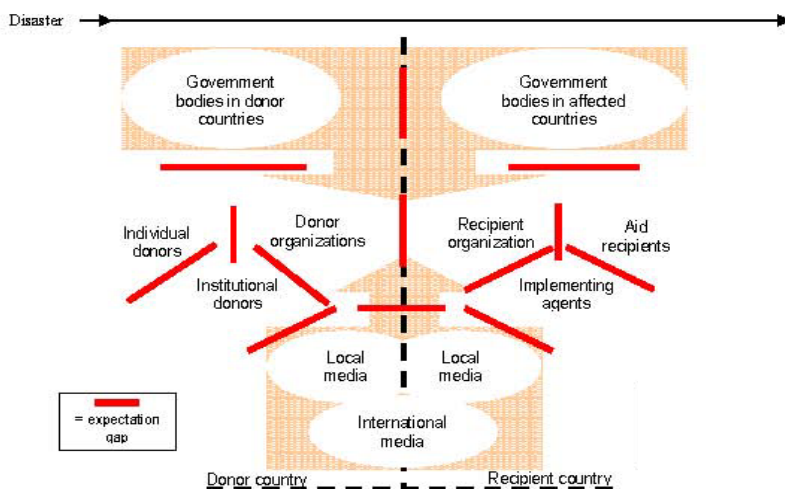 Disaster
Government
bodies in donor
countries
Government
bodies in affected
countries
Individual
donors
Donor
organizations
Recipient
organization
Aid
recipients
Institutional
donors
Implementing
agents
Local
media
Local
media
International
media
= expectation
gap
Donor country
Recipient country